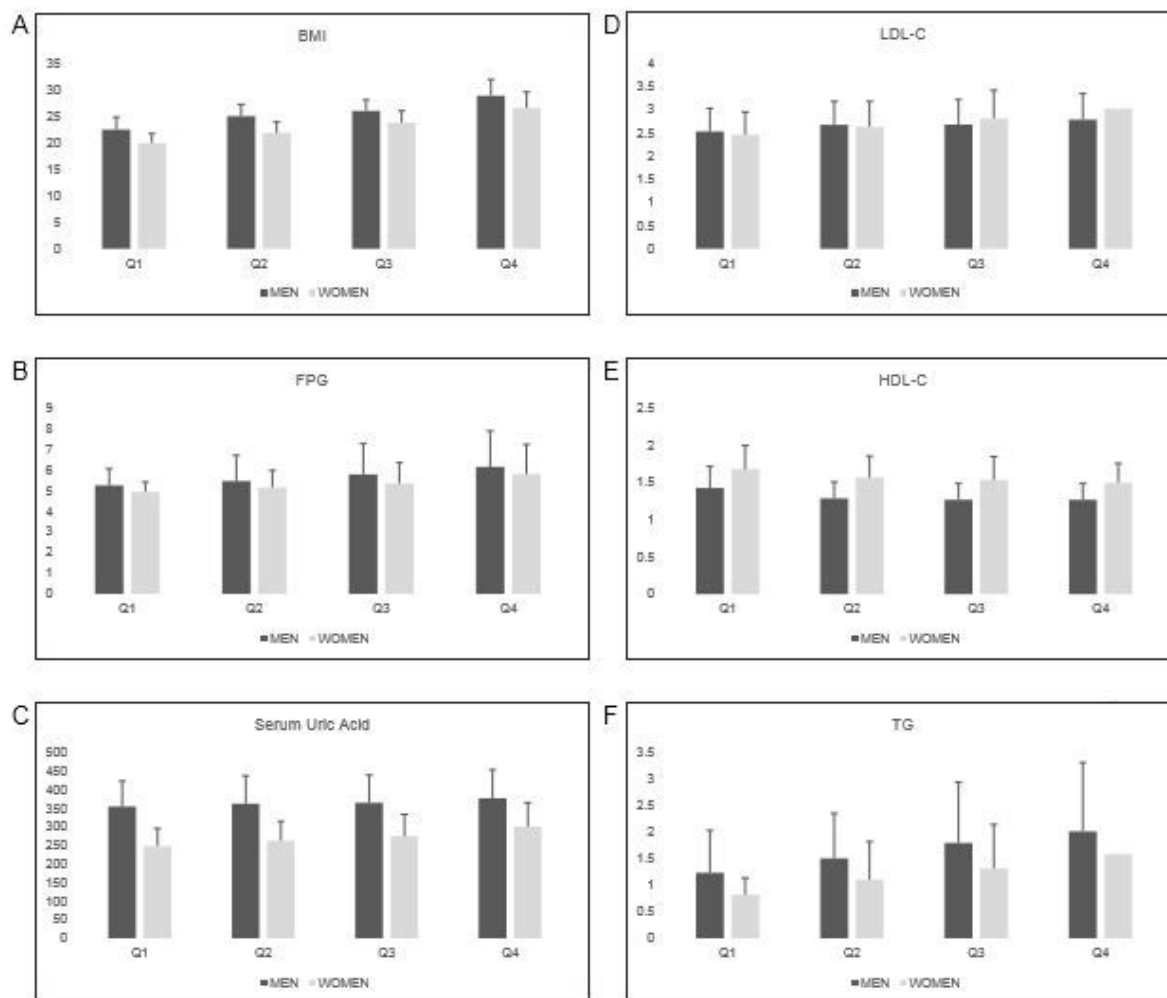 A
BMI
35
30
25
20
15
10
5
0
Q1 Q2 Q3 Q4
MEN WOMEN
D
LDL-C
4
3.5
3
2.5
2
1.5
1
0.5
0
Q1 Q2 Q3 Q4
MEN WOMEN
B
FPG
9
8
7
6
5
4
3
2
1
0
Q1 Q2 Q3 Q4
MEN WOMEN
E
HDL-C
2.5
2
1.5
1
0.5
0
Q1 Q2 Q3 Q4
MEN WOMEN
C
Serum Uric Acid
500
450
400
350
300
250
200
150
100
50
0
Q1 Q2 Q3 Q4
MEN WOMEN
F
TG
3.5
3
2.5
2
1.5
1
0.5
0
Q1 Q2 Q3 Q4
MEN WOMEN